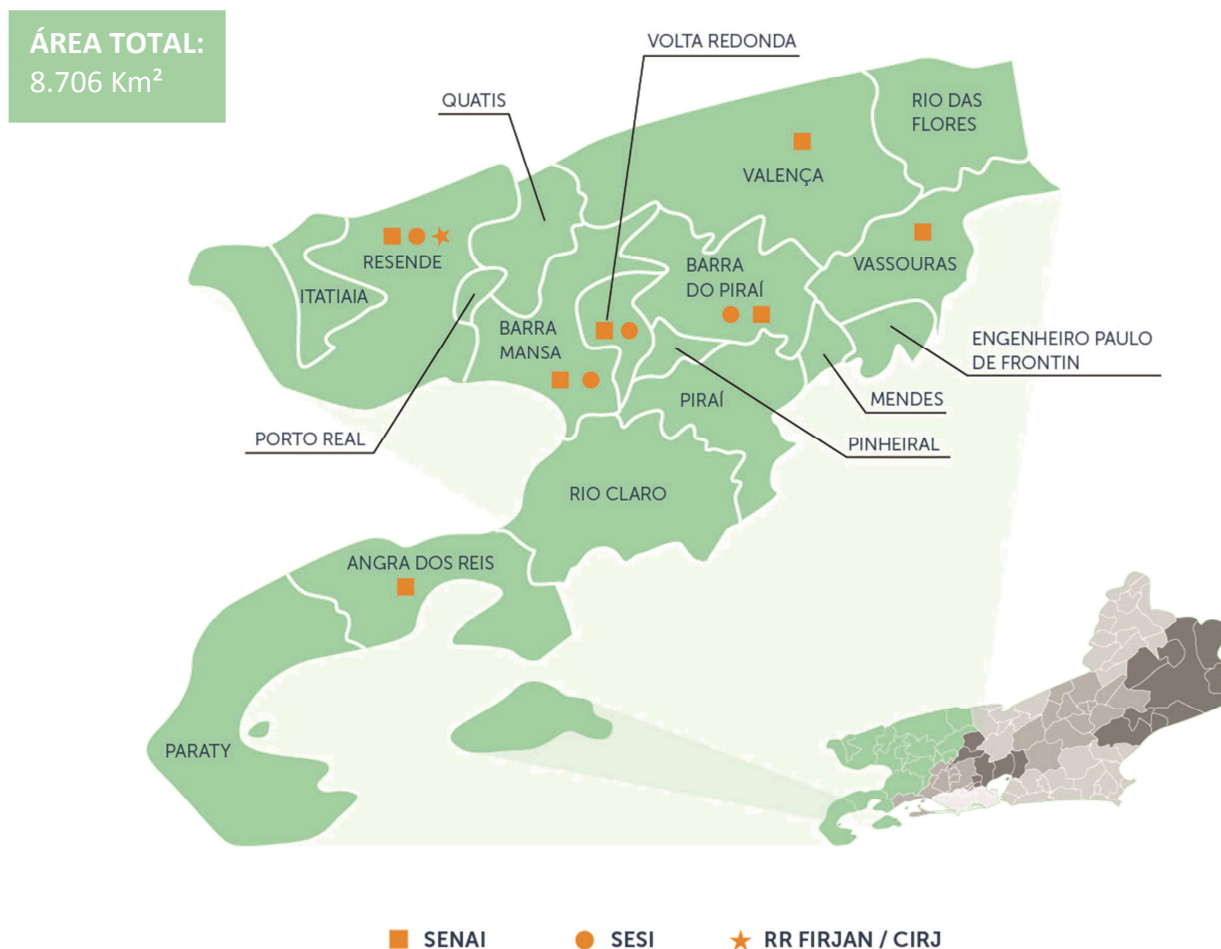 ÁREA TOTAL:
8.706 Km²
VOLTA REDONDA
QUATIS
RIO DAS
FLORES
VALENÇA
RESENDE
ITATIAIA
BARRA
DO PIRAÍ
VASSOURAS
BARRA
MANSA
ENGENHEIRO PAULO
DE FRONTIN
PIRAÍ
MENDES
PORTO REAL
PINHEIRAL
RIO CLARO
ANGRA DOS REIS
PARATY
SENAI
SESI
RR FIRJAN / CIRJ